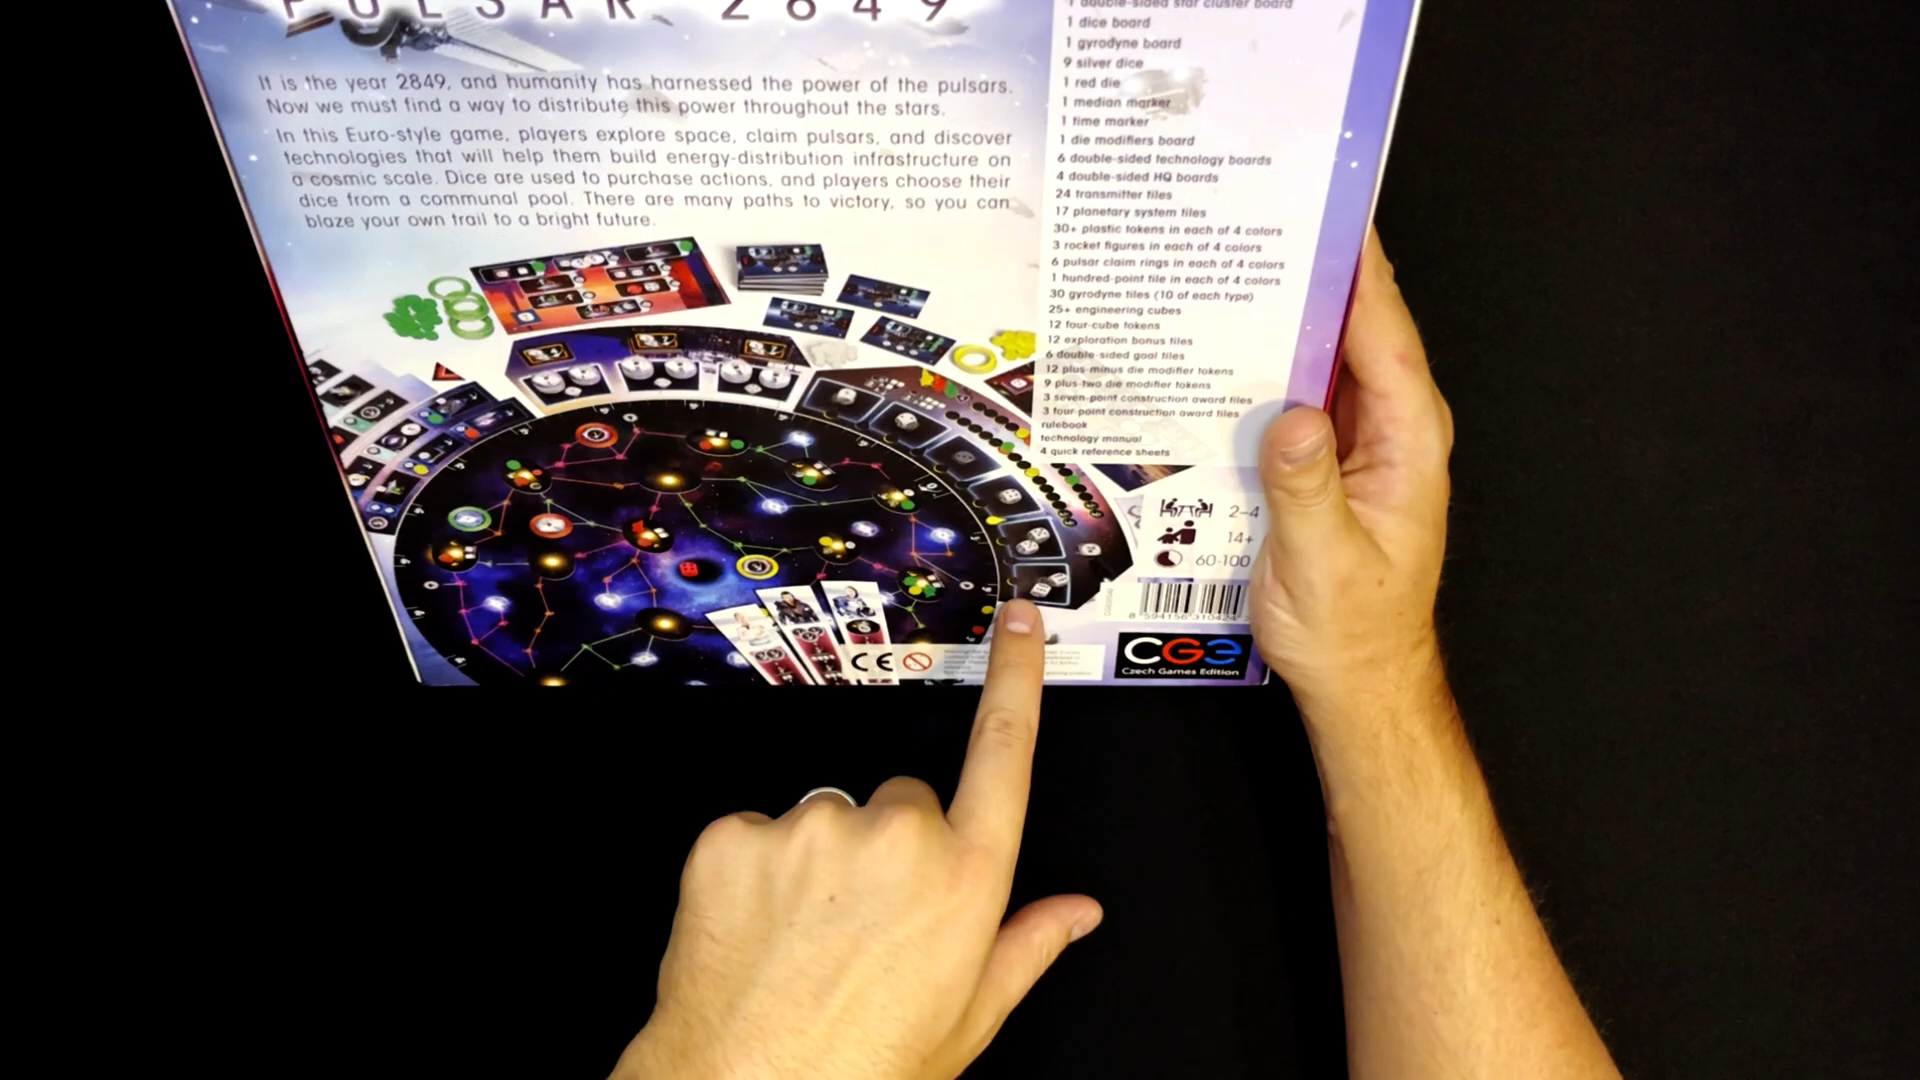 PULSAR 2849
It is the year 2849, and humanity has harnessed the power of the pulsars.
Now we must find a way to distribute this power throughout the stars.
In this Euro-style game, players explore space, claim pulsars, and discover
technologies that will help them build energy-distribution infrastructure on
a cosmic scale. Dice are used to purchase actions, and players choose their
dice from a communal pool. There are many paths to victory, so you can
blaze your own trail to a bright future.
1 double-sided star cluster board
1 dice board
1 gyrodyne board
9 silver dice
1 red die
1 median marker
1 time marker
1 die modifiers board
6 double-sided technology boards
4 double-sided HQ boards
24 transmitter tiles
17 planetary system tiles
30+ plastic tokens in each of 4 colors
3 rocket figures in each of 4 colors
6 pulsar claim rings in each of 4 colors
1 hundred-point tile in each of 4 colors
30 gyrodyne tiles (10 of each type)
25+ engineering cubes
12 four-cube tokens
12 exploration bonus tiles
6 double-sided goal tiles
12 plus-minus die modifier tokens
9 plus-two die modifier tokens
3 seven-point construction award tiles
3 four-point construction award tiles
rulebook
technology manual
4 quick reference sheets
2–4
14+
60-100
8 594156 310424
CE
CGE
Czech Games Edition